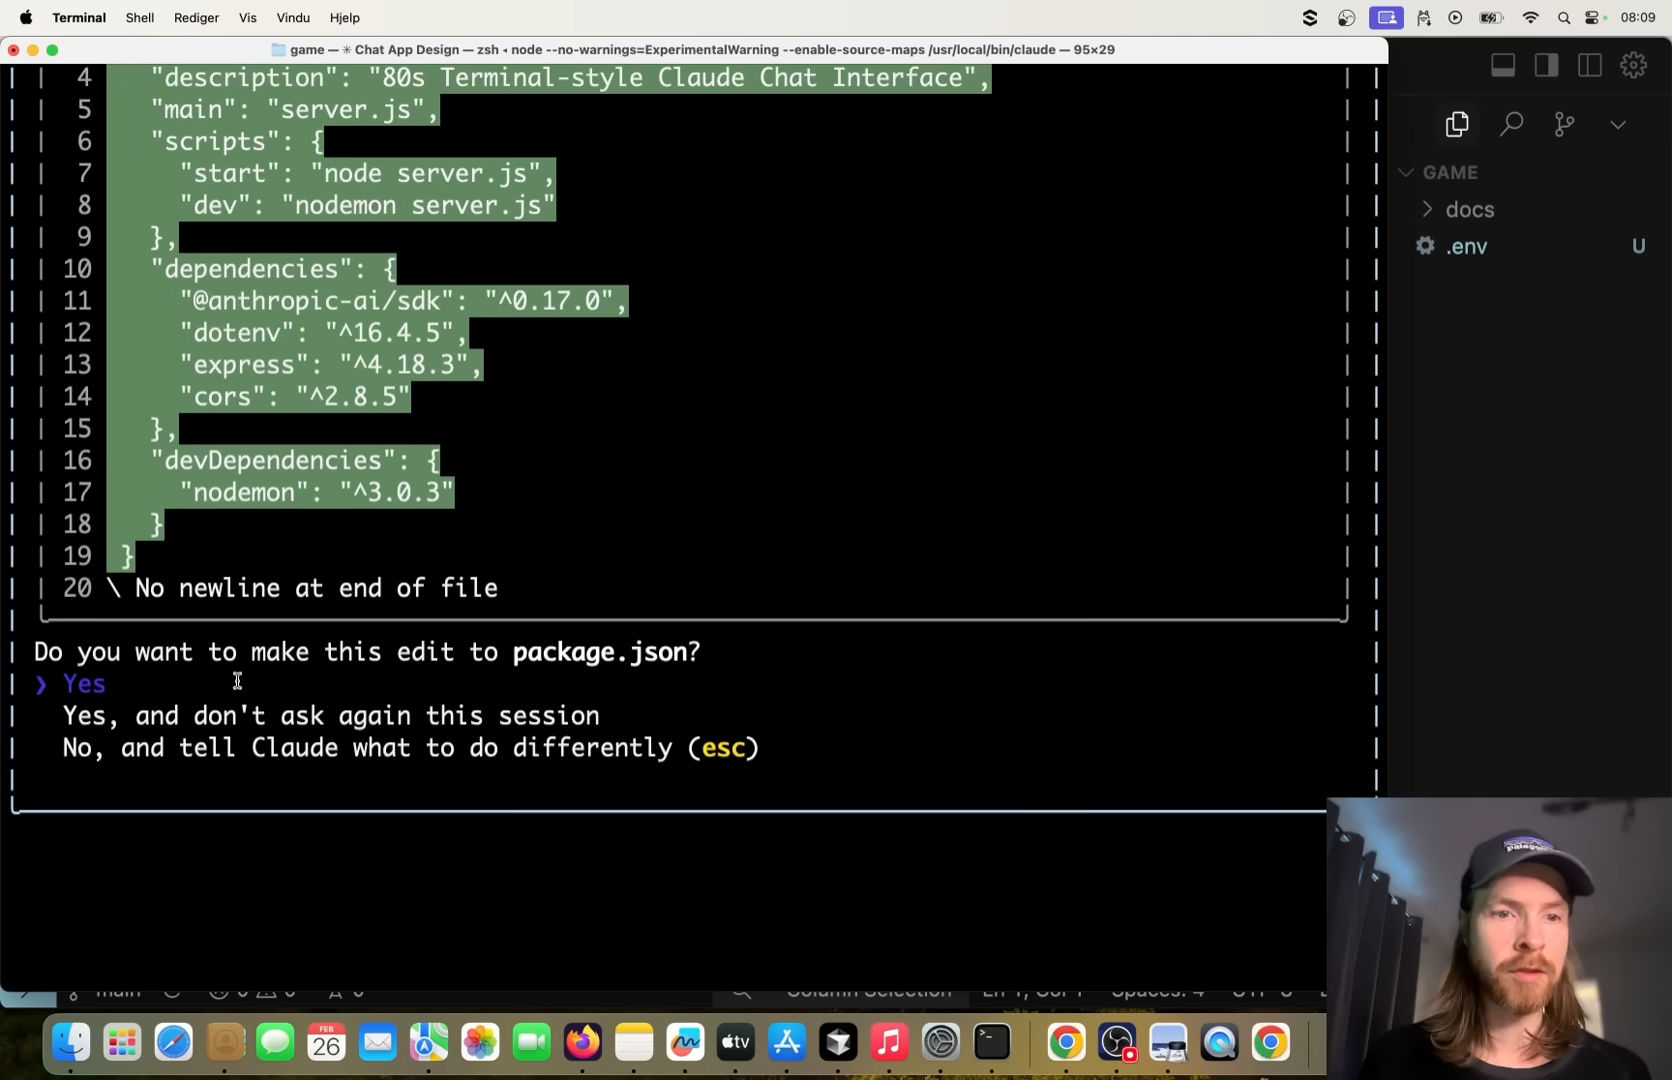 Terminal Shell Rediger Vis Vindu Hjelp 08:09
game — ✳ Chat App Design — zsh ◂ node --no-warnings=ExperimentalWarning --enable-source-maps /usr/local/bin/claude — 95×29
4 "description": "80s Terminal-style Claude Chat Interface",
5 "main": "server.js",
6 "scripts": {
7 "start": "node server.js",
8 "dev": "nodemon server.js"
9 },
10 "dependencies": {
11 "@anthropic-ai/sdk": "^0.17.0",
12 "dotenv": "^16.4.5",
13 "express": "^4.18.3",
14 "cors": "^2.8.5"
15 },
16 "devDependencies": {
17 "nodemon": "^3.0.3"
18 }
19 }
20 \ No newline at end of file
Do you want to make this edit to package.json?
❯ Yes
Yes, and don't ask again this session
No, and tell Claude what to do differently (esc)
GAME
docs
.env U
patagonia
FEB
26
tv